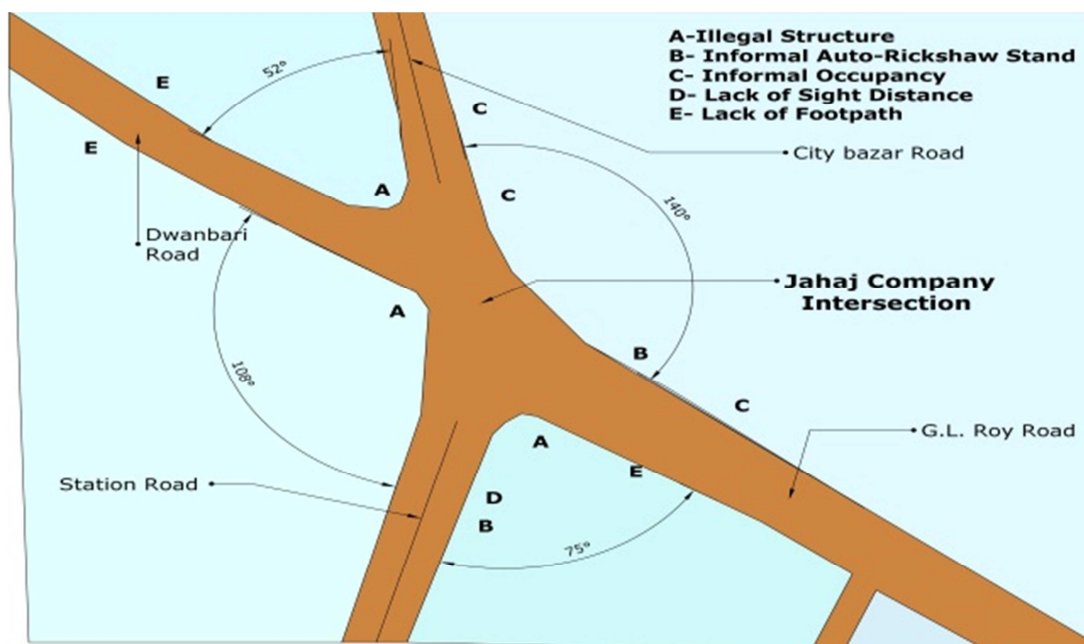 A-Illegal Structure
B- Informal Auto-Rickshaw Stand
C- Informal Occupancy
D- Lack of Sight Distance
E- Lack of Footpath
52°
E
C
E
City bazar Road
A
C
140°
Dwanbari
Road
Jahaj Company
Intersection
A
B
108°
C
G.L. Roy Road
A
E
Station Road
D
B
75°